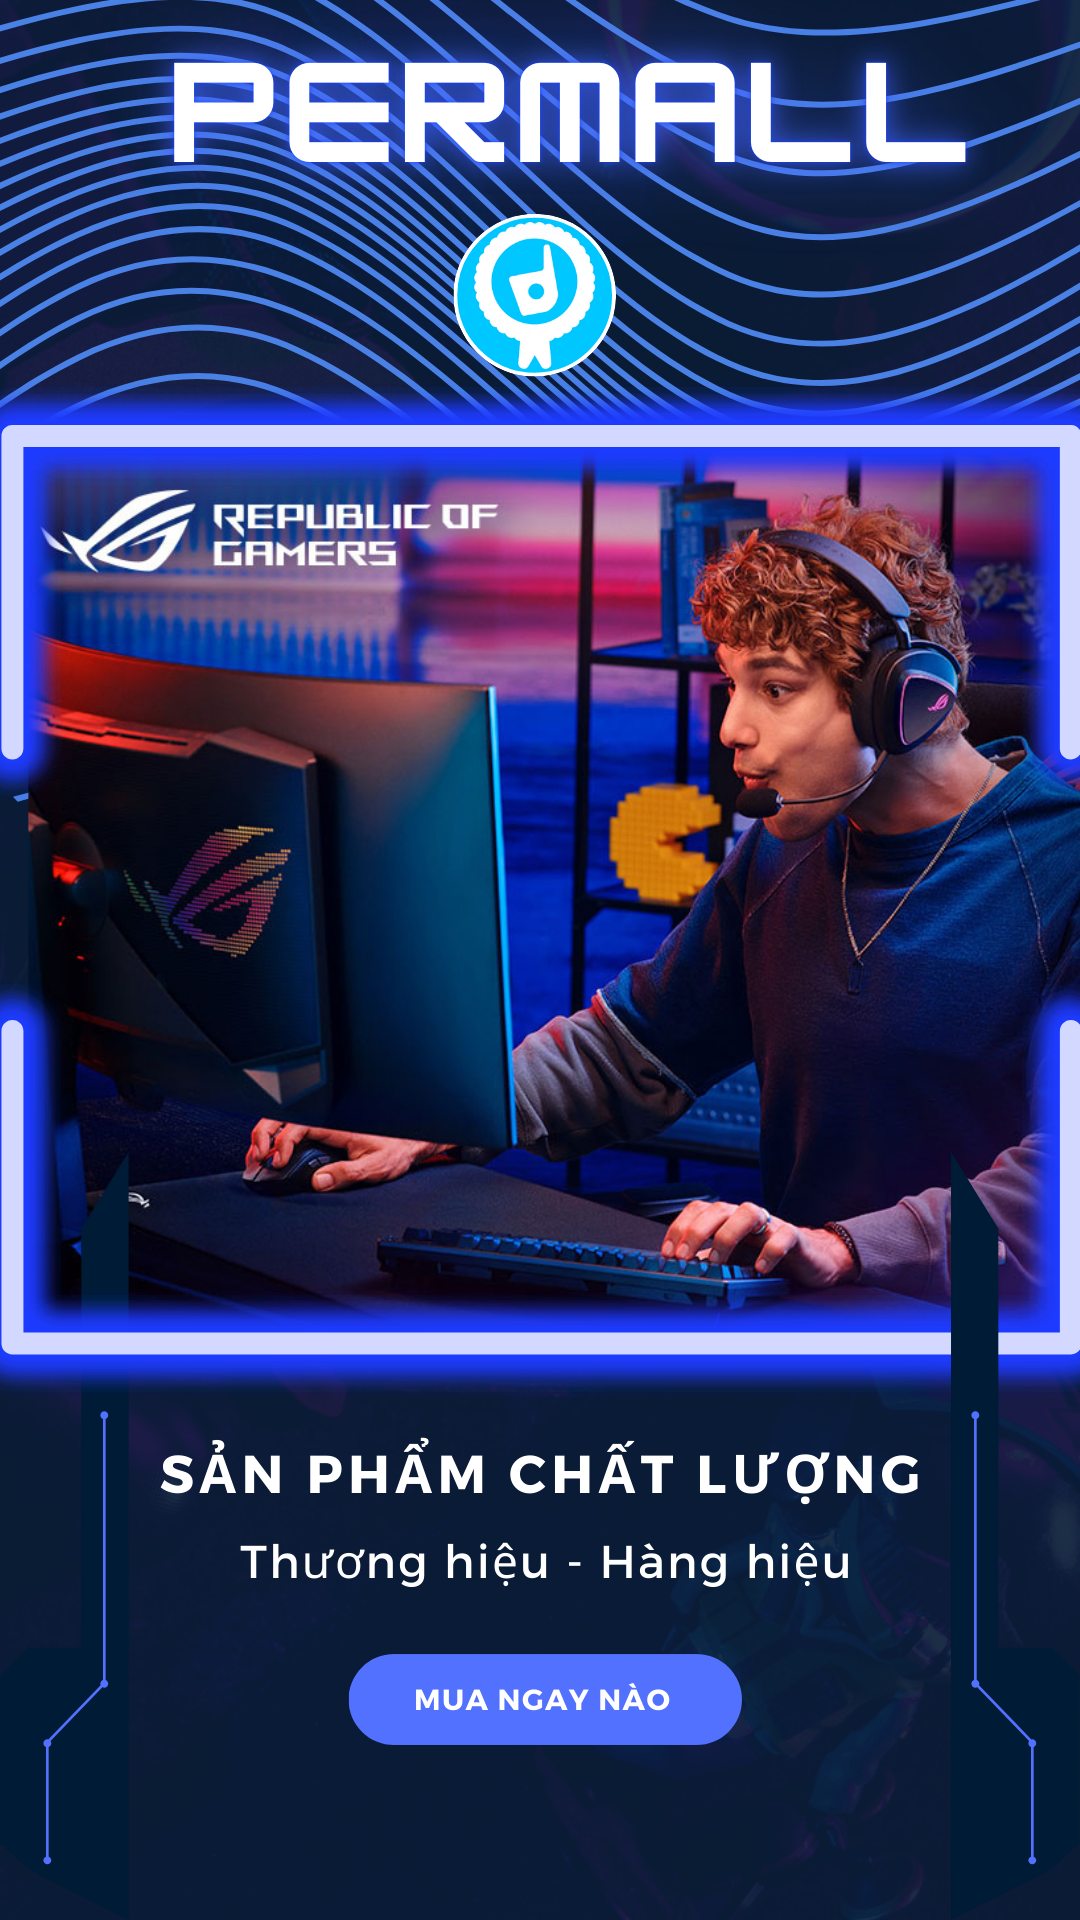 PERMALL
REPUBLIC OF
GAMERS
SẢN PHẨM CHẤT LƯỢNG
Thương hiệu - Hàng hiệu
MUA NGAY NÀO